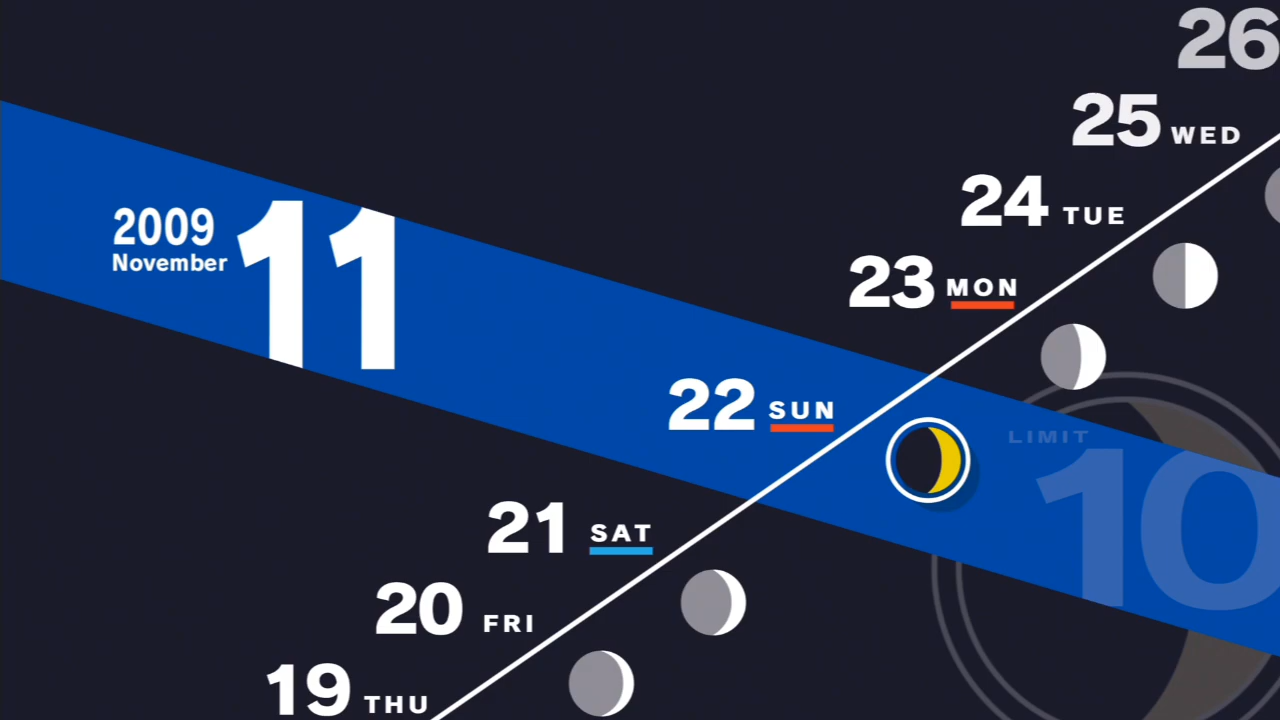 26
25 WED
24 TUE
23 MON
2009
November
11
22 SUN
LIMIT
10
21 SAT
20 FRI
19 THU